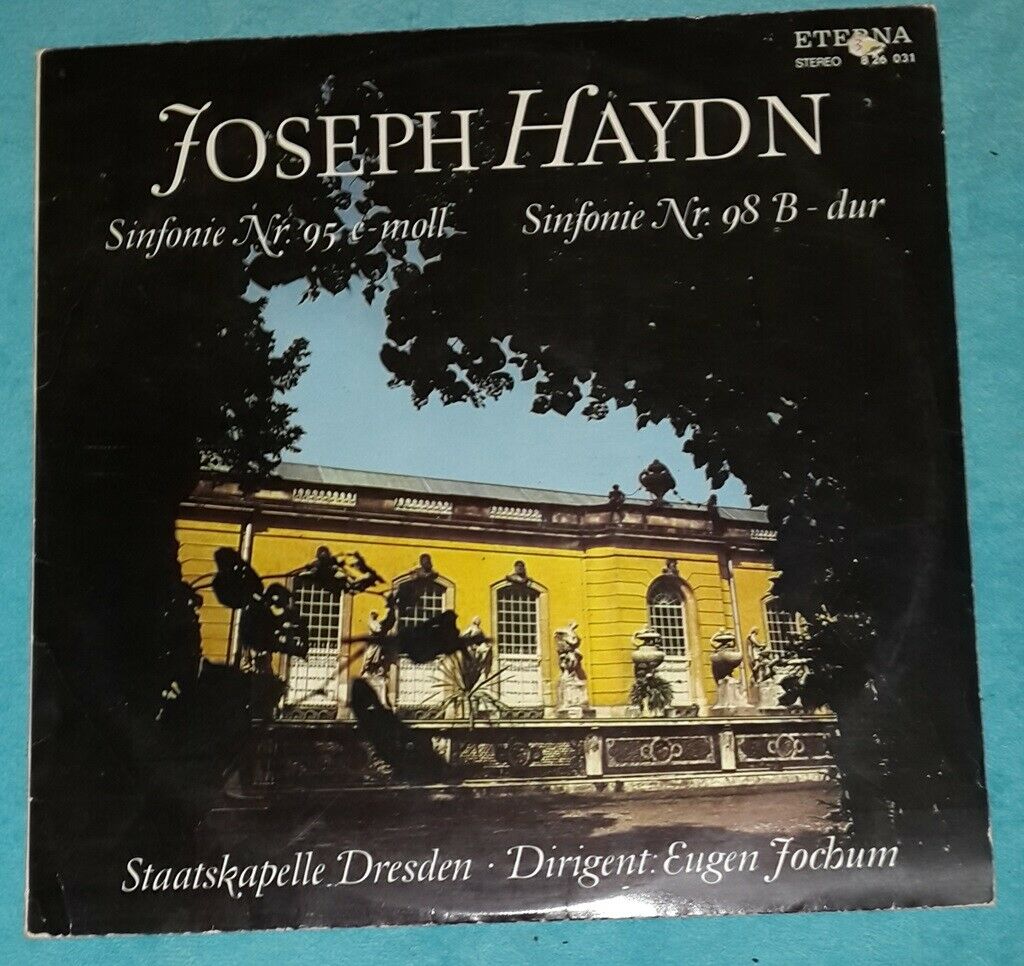 ETERNA
STEREO 8 26 031
JOSEPH HAYDN
Sinfonie Nr. 95 c-moll
Sinfonie Nr. 98 B-dur
Staatskapelle Dresden · Dirigent: Eugen Jochum